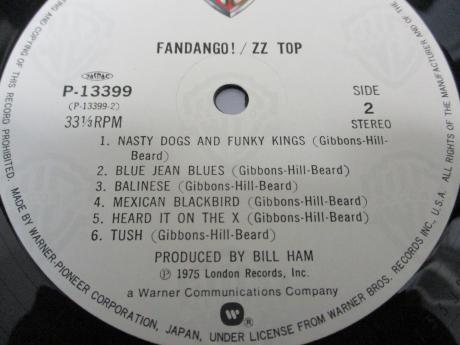 FANDANGO! / ZZ TOP
P-13399
(P-13399-2)
33⅓RPM
SIDE
2
STEREO
1. NASTY DOGS AND FUNKY KINGS (Gibbons-Hill-
Beard)
2. BLUE JEAN BLUES (Gibbons-Hill-Beard)
3. BALINESE (Gibbons-Hill-Beard)
4. MEXICAN BLACKBIRD (Gibbons-Hill-Beard)
5. HEARD IT ON THE X (Gibbons-Hill-Beard)
6. TUSH (Gibbons-Hill-Beard)
PRODUCED BY BILL HAM
Ⓟ 1975 London Records, Inc.
a Warner Communications Company
W ®
AND COPYING OF THIS RECORD PROHIBITED. MADE BY WARNER-PIONEER CORPORATION, JAPAN, UNDER LICENSE FROM WARNER BROS. RECORDS INC., U.S.A. ALL RIGHTS OF THE MANUFACTURER AND OF THE